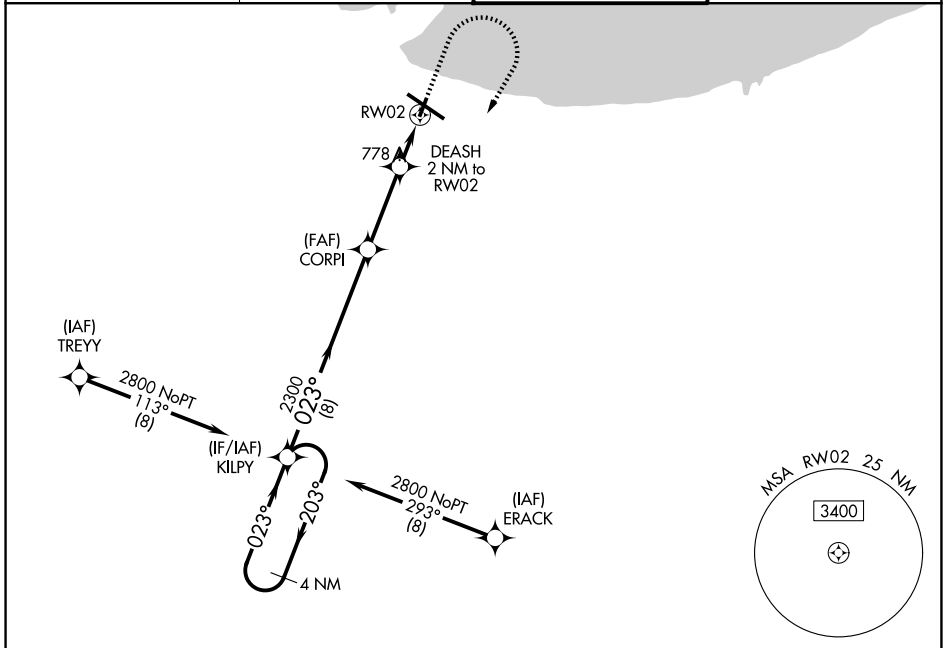 RW02
778
DEASH
2 NM to
RW02
(FAF)
CORPI
(IAF)
TREYY
2800 NoPT
113°
(8)
2300
023°
(8)
(IF/IAF)
KILPY
023°
203°
4 NM
2800 NoPT
293°
(8)
(IAF)
ERACK
MSA RW02 25 NM
3400